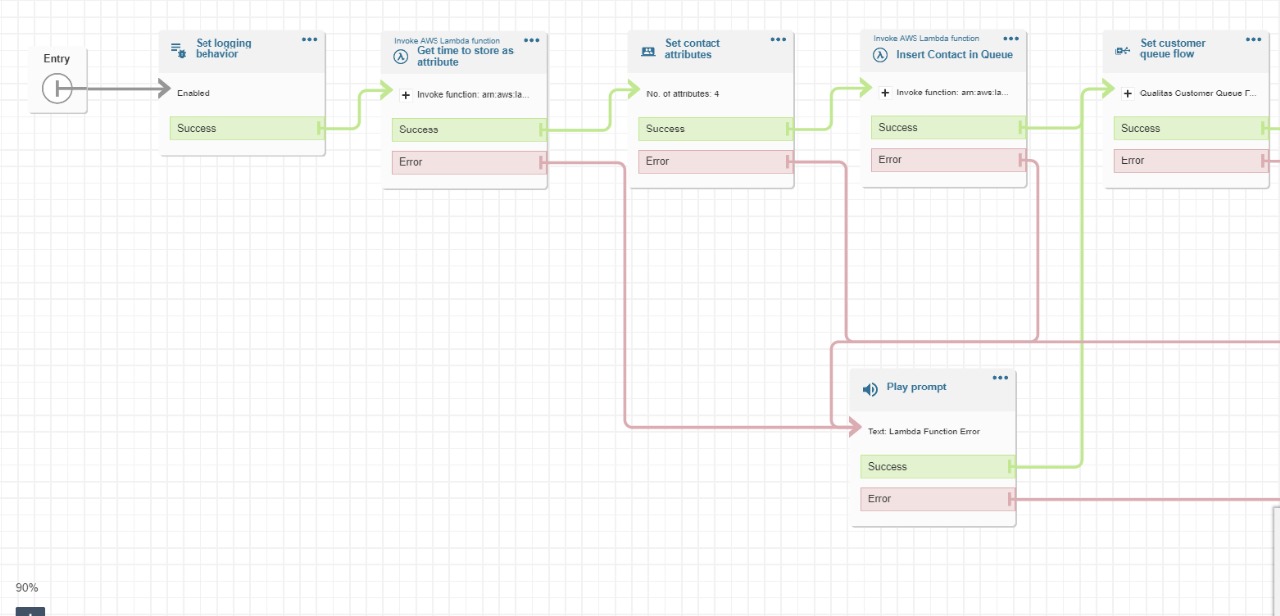 Entry
Set logging
behavior
Enabled
Success
Invoke AWS Lambda function
Get time to store as
attribute
Invoke function: arn:aws:la...
Success
Error
Set contact
attributes
No. of attributes: 4
Success
Error
Invoke AWS Lambda function
Insert Contact in Queue
Invoke function: arn:aws:la...
Success
Error
Set customer
queue flow
Qualitas Customer Queue F...
Success
Error
Play prompt
Text: Lambda Function Error
Success
Error
90%